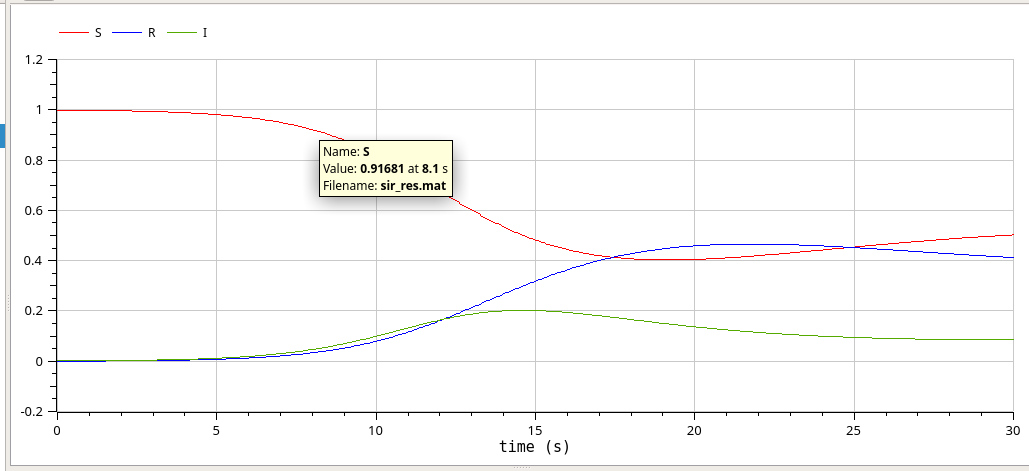 S R I
1.2
1
0.8
0.6
0.4
0.2
0
-0.2
Name: S
Value: 0.91681 at 8.1 s
Filename: sir_res.mat
0 5 10 15 20 25 30
time (s)